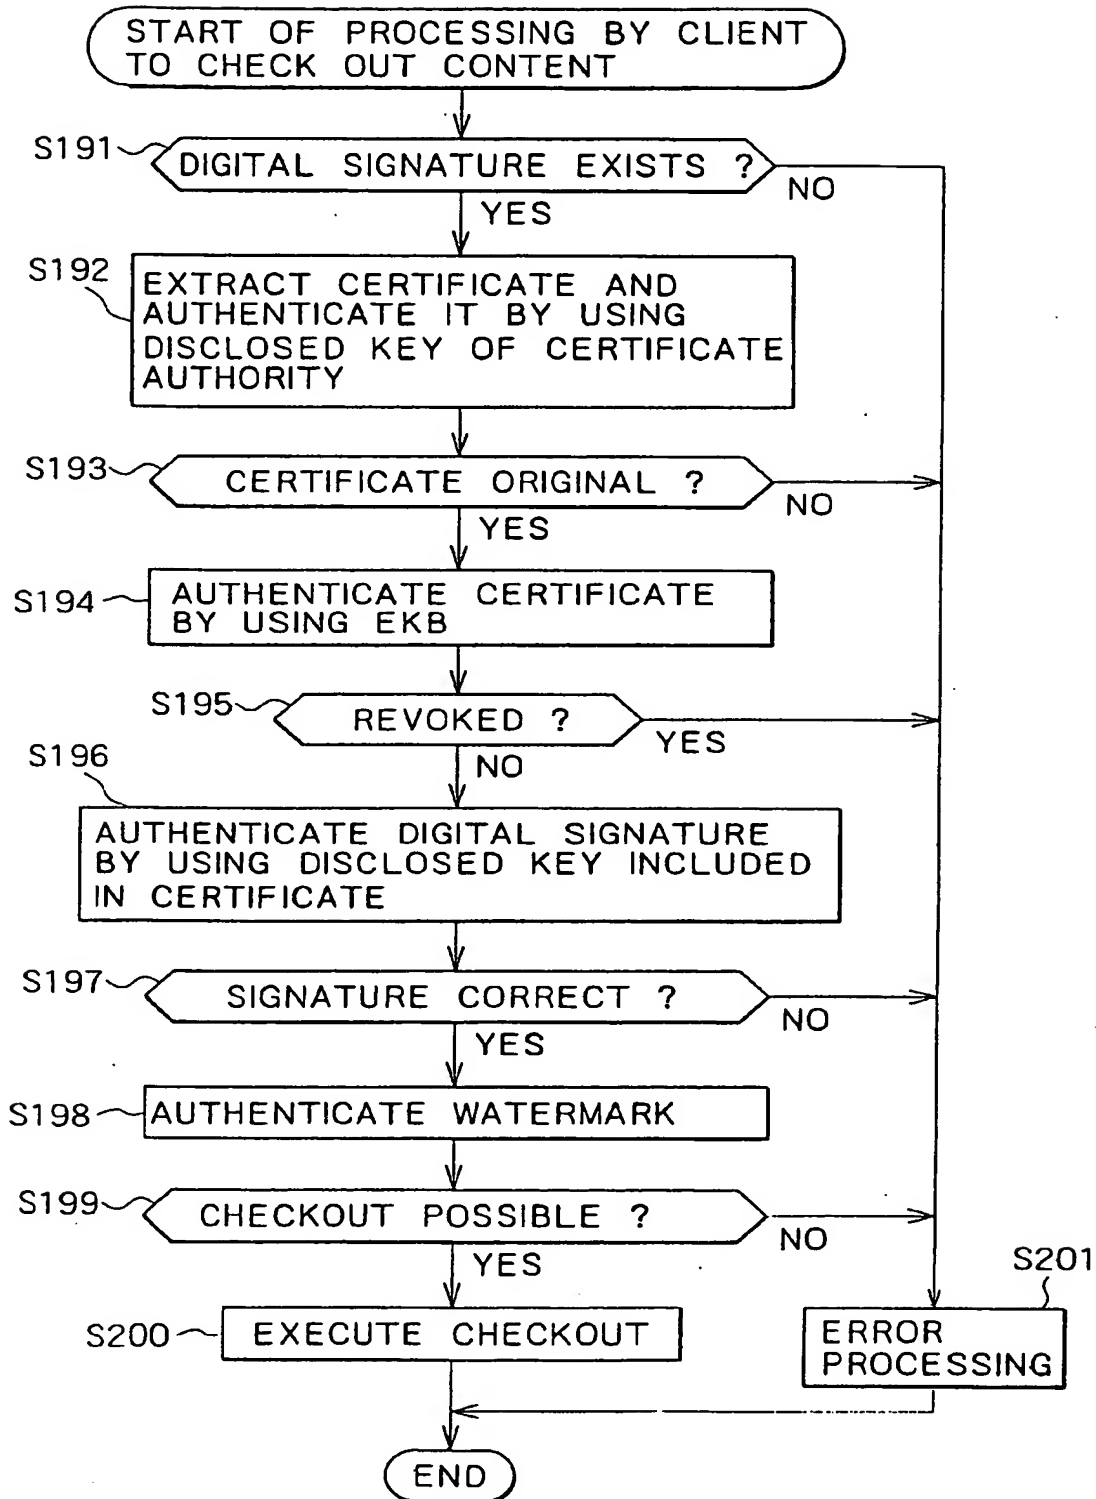 START OF PROCESSING BY CLIENT
TO CHECK OUT CONTENT
S191
DIGITAL SIGNATURE EXISTS ?
NO
YES
S192
EXTRACT CERTIFICATE AND
AUTHENTICATE IT BY USING
DISCLOSED KEY OF CERTIFICATE
AUTHORITY
S193
CERTIFICATE ORIGINAL ?
NO
YES
S194
AUTHENTICATE CERTIFICATE
BY USING EKB
S195
REVOKED ?
YES
NO
S196
AUTHENTICATE DIGITAL SIGNATURE
BY USING DISCLOSED KEY INCLUDED
IN CERTIFICATE
S197
SIGNATURE CORRECT ?
NO
YES
S198
AUTHENTICATE WATERMARK
S199
CHECKOUT POSSIBLE ?
NO
YES
S201
S200
EXECUTE CHECKOUT
ERROR
PROCESSING
END